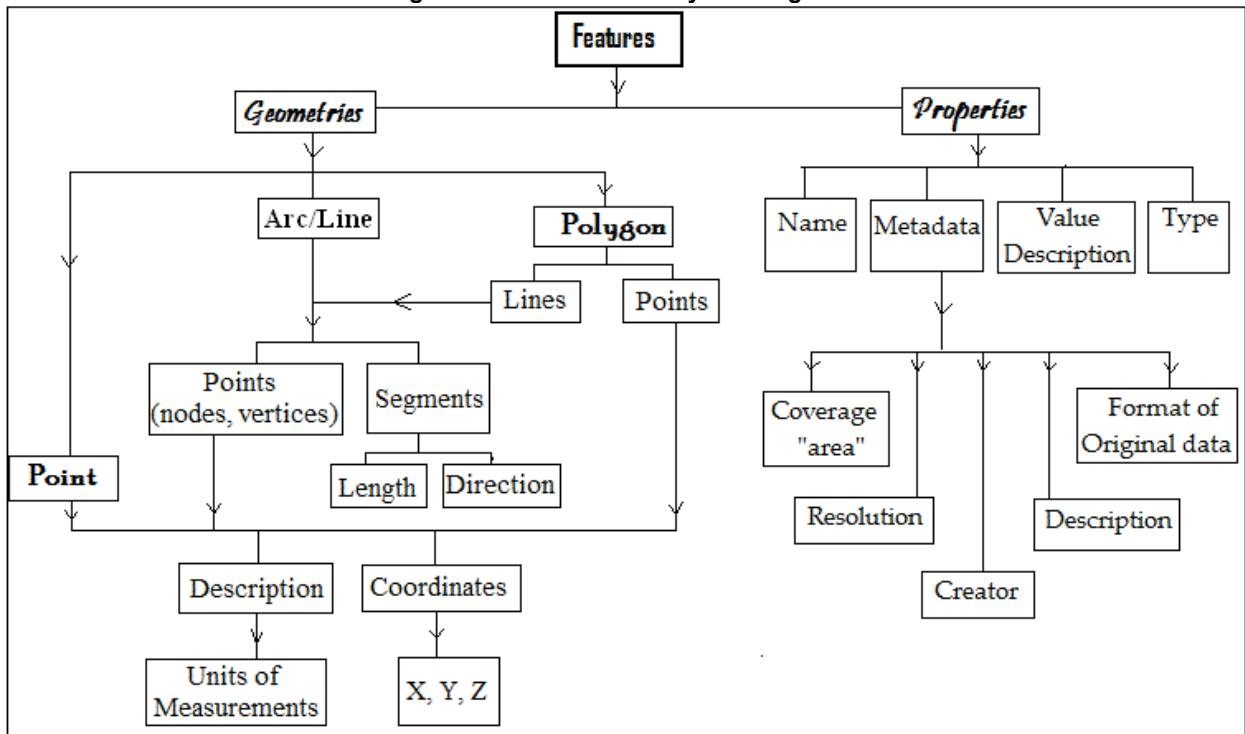 Features
Geometries
Properties
Arc/Line
Polygon
Name
Metadata
Value
Description
Type
Lines
Points
Points
(nodes, vertices)
Segments
Coverage
"area"
Format of
Original data
Point
Length
Direction
Resolution
Description
Description
Coordinates
Creator
Units of
Measurements
X, Y, Z